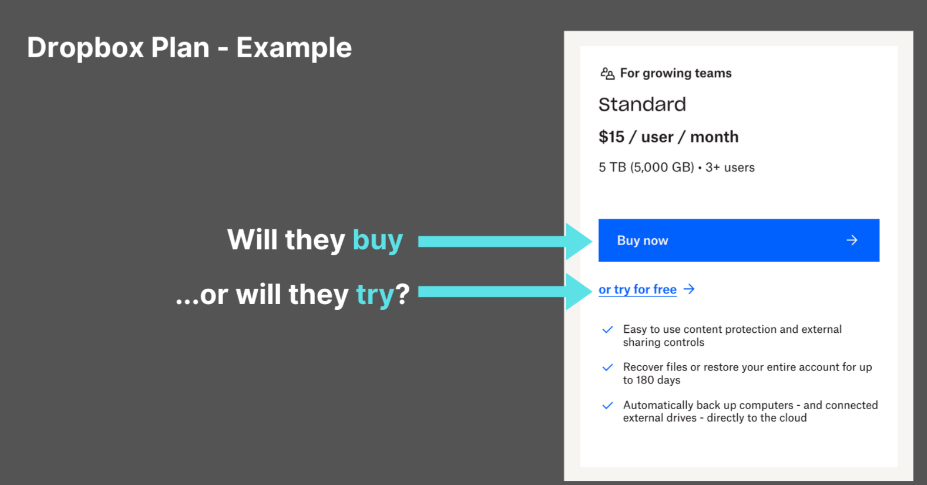 Dropbox Plan - Example
For growing teams
Standard
$15 / user / month
5 TB (5,000 GB) • 3+ users
Will they buy
Buy now
...or will they try?
or try for free
Easy to use content protection and external
sharing controls
Recover files or restore your entire account for up
to 180 days
Automatically back up computers - and connected
external drives - directly to the cloud